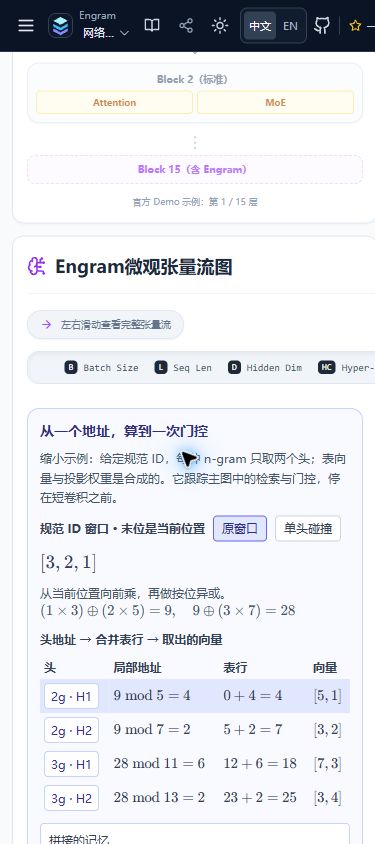 Engram
网络...
中文
EN
Block 2（标准）
Attention
MoE
Block 15（含 Engram）
官方 Demo 示例：第 1 / 15 层
Engram微观张量流图
左右滑动查看完整张量流
B Batch Size
L Seq Len
D Hidden Dim
HC Hyper-
从一个地址，算到一次门控
缩小示例：给定规范 ID，每 n-gram 只取两个头；表向
量与投影权重是合成的。它跟踪主图中的检索与门控，停
在短卷积之前。
规范 ID 窗口 · 末位是当前位置
原窗口
单头碰撞
[3, 2, 1]
从当前位置向前乘，再做按位异或。
(1 × 3) ⊕ (2 × 5) = 9, 9 ⊕ (3 × 7) = 28
头地址 → 合并表行 → 取出的向量
头 局部地址 表行 向量
2g · H1 9 mod 5 = 4 0 + 4 = 4 [5, 1]
2g · H2 9 mod 7 = 2 5 + 2 = 7 [3, 2]
3g · H1 28 mod 11 = 6 12 + 6 = 18 [7, 3]
3g · H2 28 mod 13 = 2 23 + 2 = 25 [3, 4]
拼接的记忆